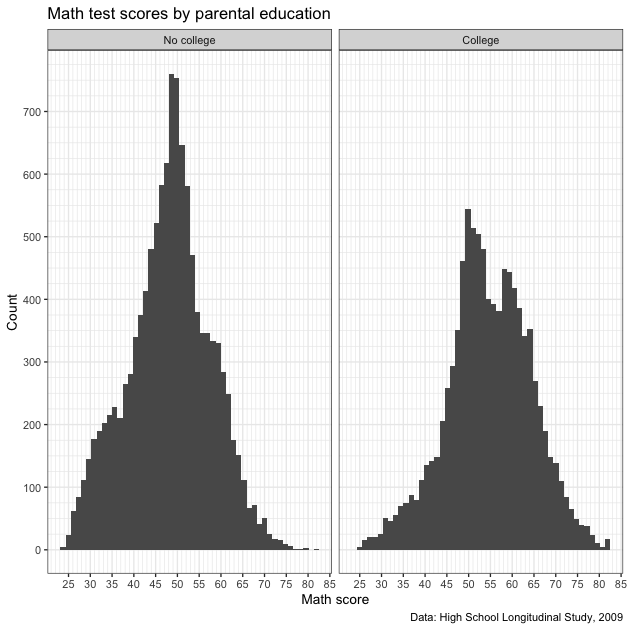 Math test scores by parental education
No college
College
700
600
500
400
300
200
100
0
Count
25 30 35 40 45 50 55 60 65 70 75 80 85
25 30 35 40 45 50 55 60 65 70 75 80 85
Math score
Data: High School Longitudinal Study, 2009